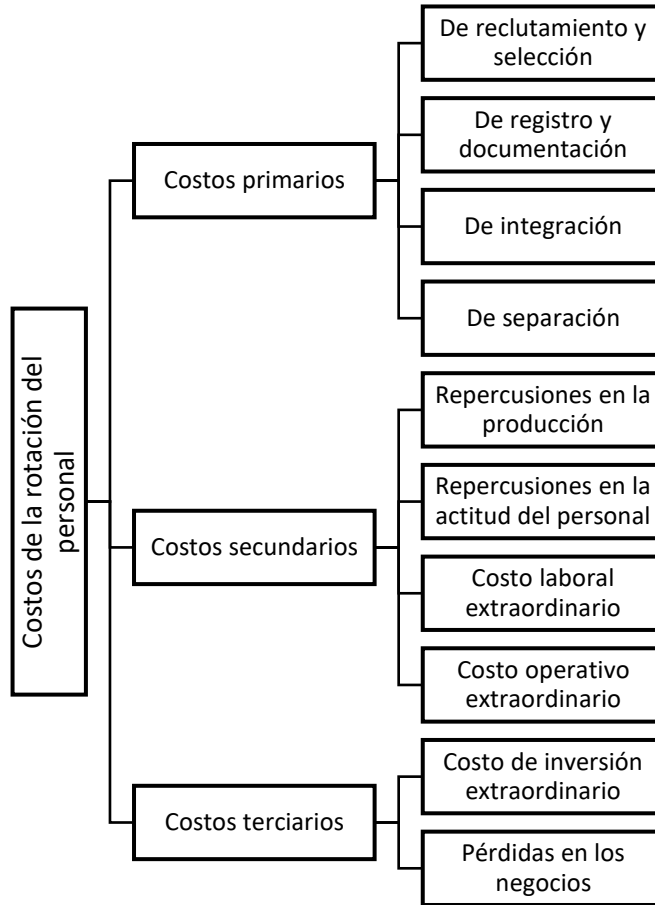 Costos de la rotación del
personal
Costos primarios
De reclutamiento y
selección
De registro y
documentación
De integración
De separación
Costos secundarios
Repercusiones en la
producción
Repercusiones en la
actitud del personal
Costo laboral
extraordinario
Costo operativo
extraordinario
Costos terciarios
Costo de inversión
extraordinario
Pérdidas en los
negocios